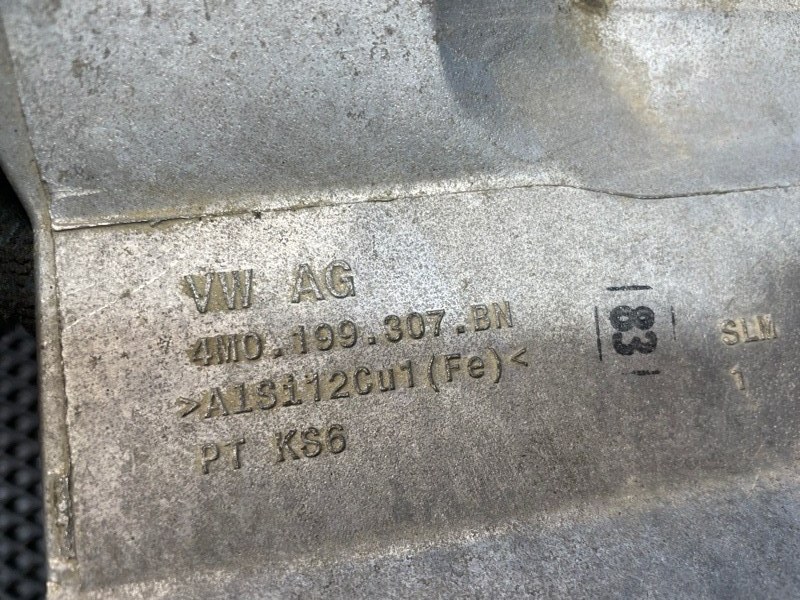 VW AG
4M0.199.307.BN
>AlSi12Cu1(Fe)<
PT KS6
83
SLM
1